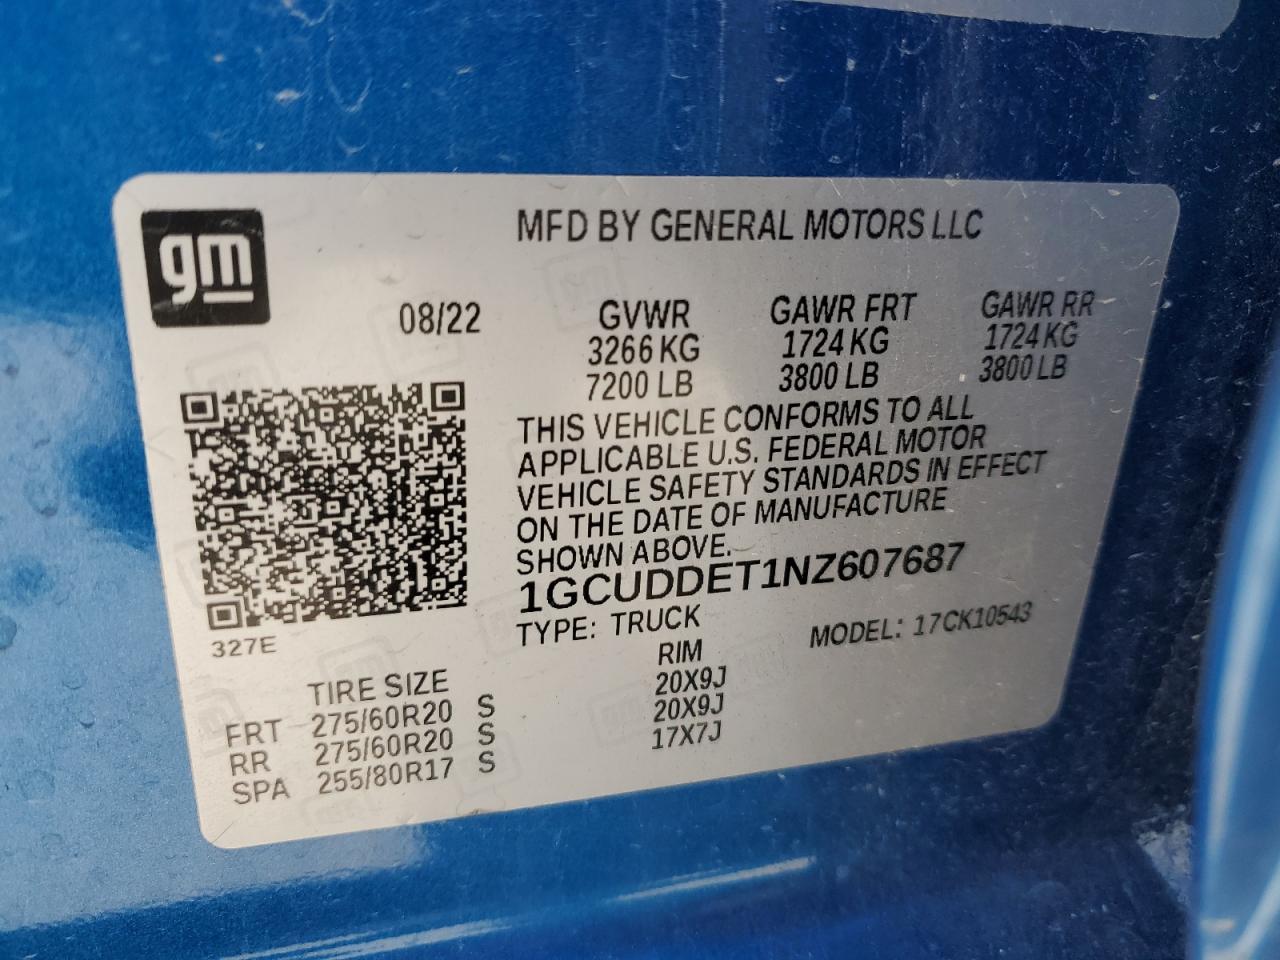 gm
MFD BY GENERAL MOTORS LLC
08/22
GVWR GAWR FRT GAWR RR
3266 KG 1724 KG 1724 KG
7200 LB 3800 LB 3800 LB
THIS VEHICLE CONFORMS TO ALL
APPLICABLE U.S. FEDERAL MOTOR
VEHICLE SAFETY STANDARDS IN EFFECT
ON THE DATE OF MANUFACTURE
SHOWN ABOVE.
1GCUDDET1NZ607687
TYPE: TRUCK MODEL: 17CK10543
327E
TIRE SIZE RIM
FRT 275/60R20 S 20X9J
RR 275/60R20 S 20X9J
SPA 255/80R17 S 17X7J